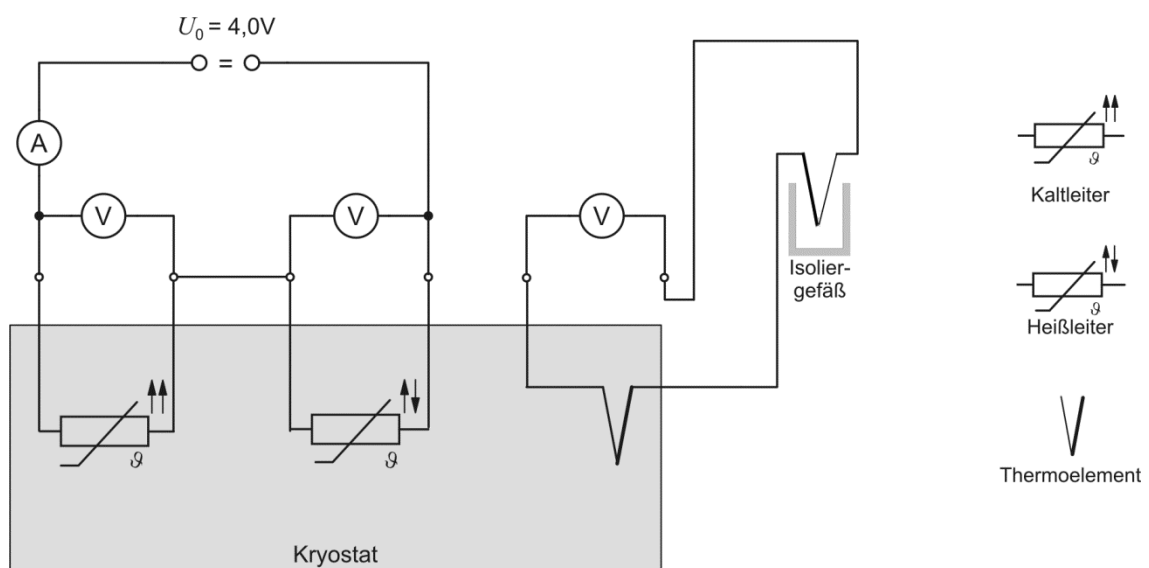 U₀ = 4,0V
=
A
V
V
V
Isolier-
gefäß
ϑ
ϑ
Kryostat
ϑ
Kaltleiter
ϑ
Heißleiter
Thermoelement